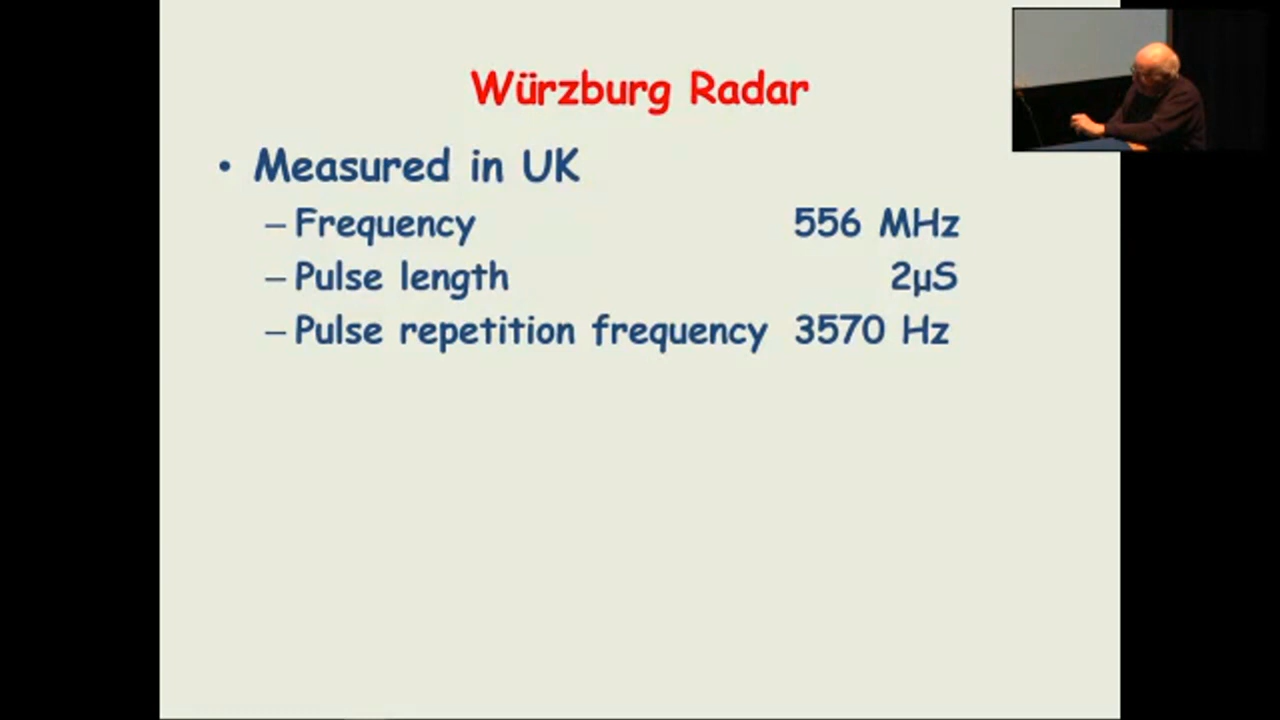 Würzburg Radar
• Measured in UK
– Frequency 556 MHz
– Pulse length 2µS
– Pulse repetition frequency 3570 Hz